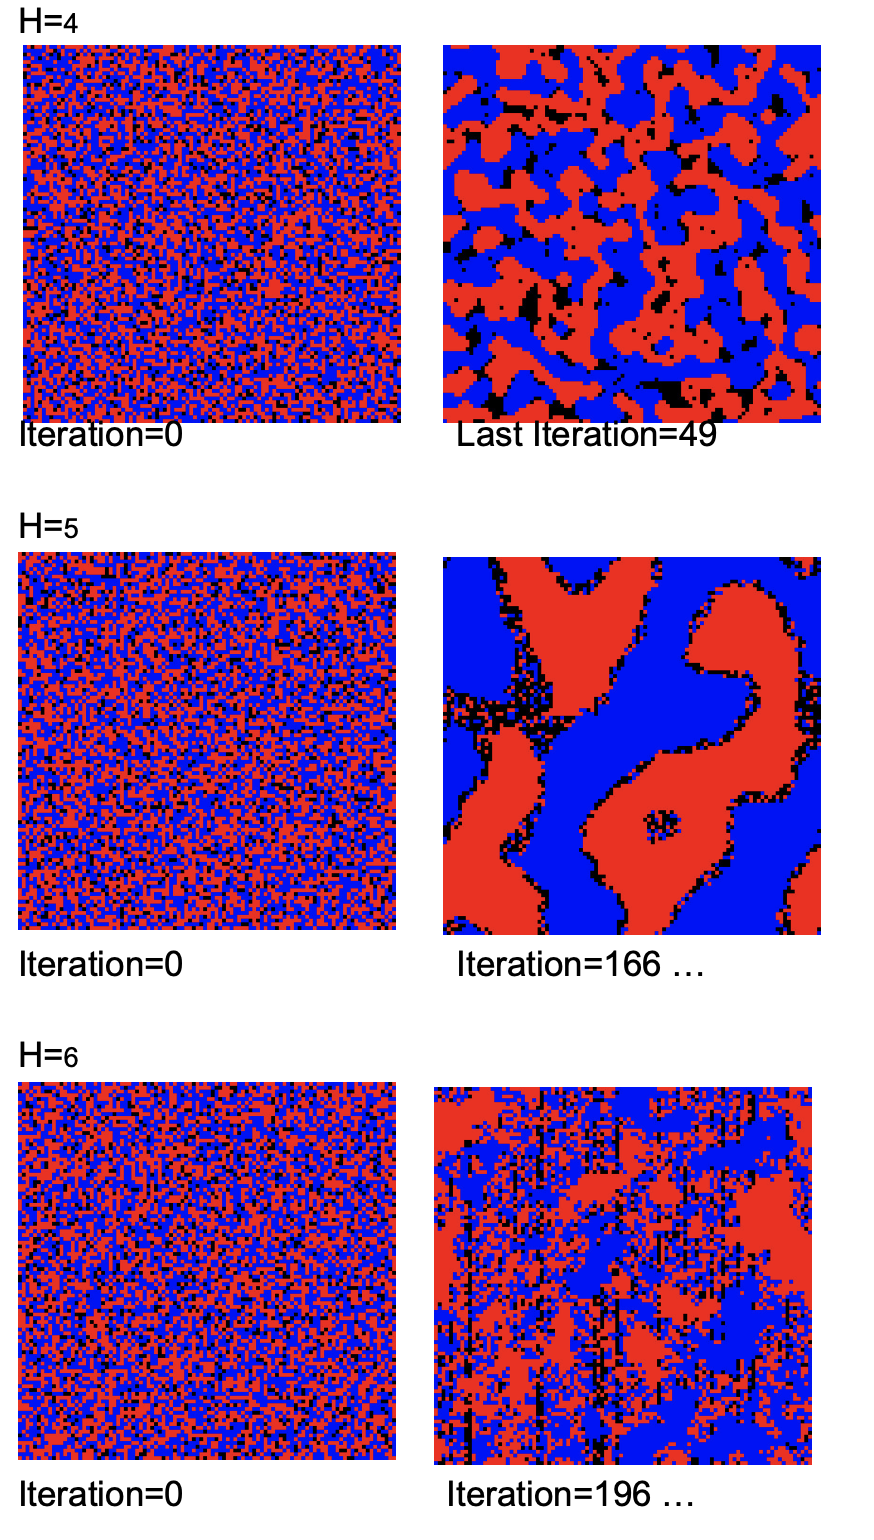 H=4
Iteration=0
Last Iteration=49
H=5
Iteration=0
Iteration=166 ...
H=6
Iteration=0
Iteration=196 ...